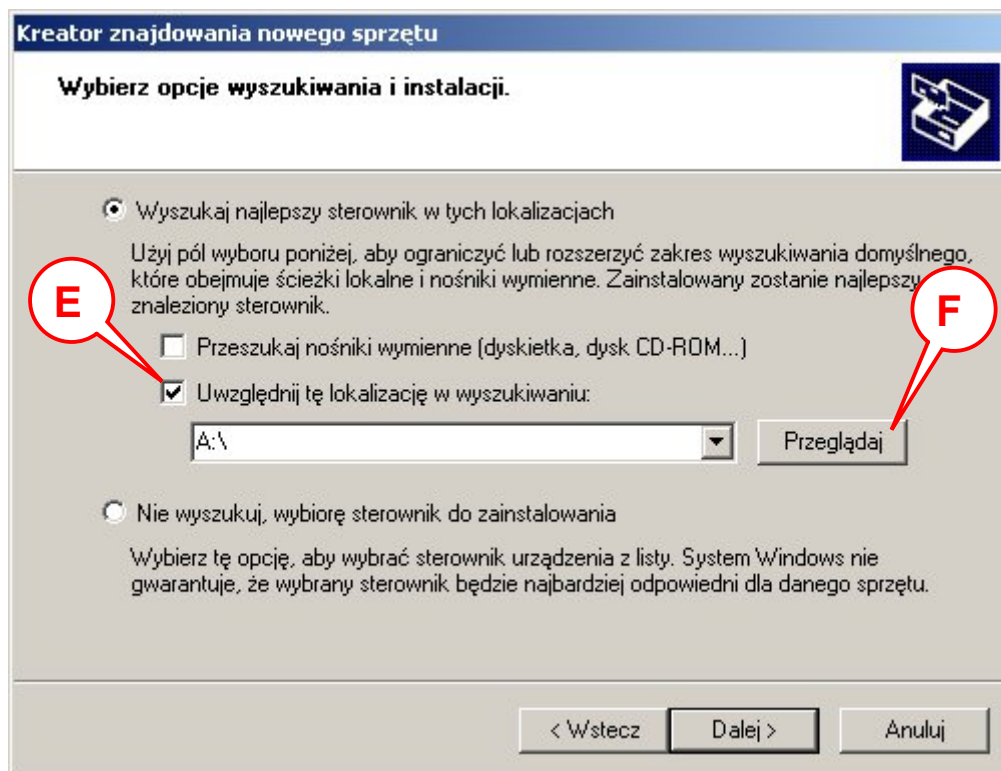 Kreator znajdowania nowego sprzętu
Wybierz opcje wyszukiwania i instalacji.
Wyszukaj najlepszy sterownik w tych lokalizacjach
Użyj pól wyboru poniżej, aby ograniczyć lub rozszerzyć zakres wyszukiwania domyślnego,
które obejmuje ścieżki lokalne i nośniki wymienne. Zainstalowany zostanie najlepszy
znaleziony sterownik.
E
F
Przeszukaj nośniki wymienne (dyskietka, dysk CD-ROM...)
Uwzględnij tę lokalizację w wyszukiwaniu:
A:\
Przeglądaj
Nie wyszukuj, wybiorę sterownik do zainstalowania
Wybierz tę opcję, aby wybrać sterownik urządzenia z listy. System Windows nie
gwarantuje, że wybrany sterownik będzie najbardziej odpowiedni dla danego sprzętu.
< Wstecz
Dalej >
Anuluj